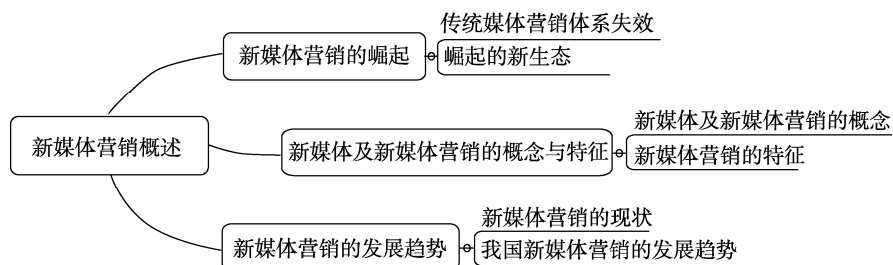 新媒体营销概述
新媒体营销的崛起
传统媒体营销体系失效
崛起的新生态
新媒体及新媒体营销的概念与特征
新媒体及新媒体营销的概念
新媒体营销的特征
新媒体营销的发展趋势
新媒体营销的现状
我国新媒体营销的发展趋势